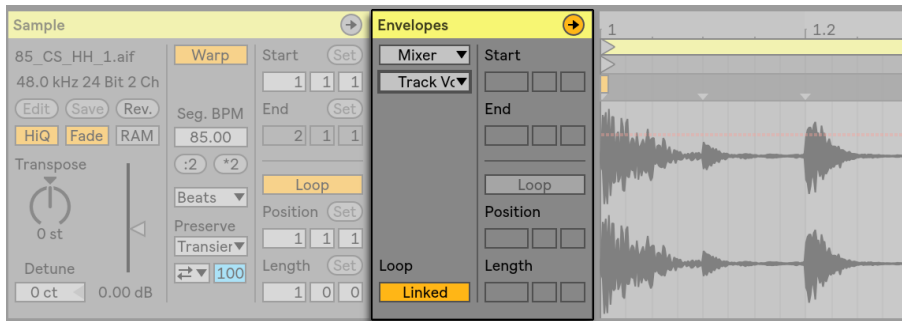 Sample
85_CS_HH_1.aif
48.0 kHz 24 Bit 2 Ch
Edit Save Rev.
HiQ Fade RAM
Transpose
0 st
Detune
0 ct 0.00 dB
Warp
Seg. BPM
85.00
:2 *2
Beats
Preserve
Transier
100
Start Set
1 1 1
End Set
2 1 1
Loop
Position Set
1 1 1
Length Set
1 0 0
Envelopes
Mixer
Track Vc
Loop
Linked
Start
End
Loop
Position
Length
1 1.2